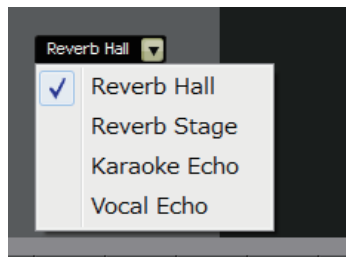 Reverb Hall
Reverb Hall
Reverb Stage
Karaoke Echo
Vocal Echo